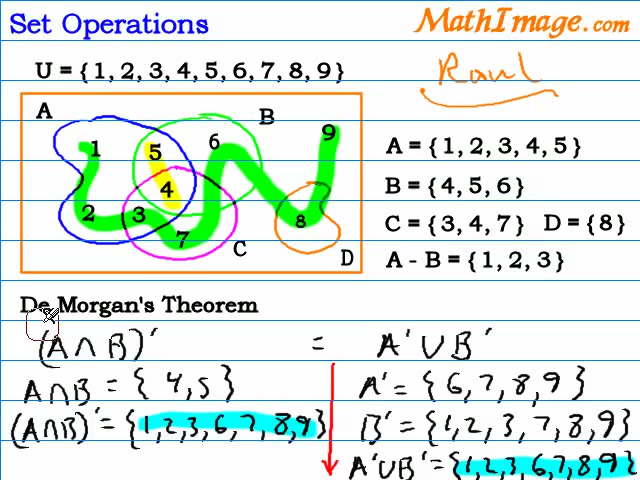 Set Operations
MathImage.com
U = { 1, 2, 3, 4, 5, 6, 7, 8, 9 }
Raul
A
B
1
5
6
9
4
2
3
8
7
C
D
A = { 1, 2, 3, 4, 5 }
B = { 4, 5, 6 }
C = { 3, 4, 7 } D = { 8 }
A - B = { 1, 2, 3 }
De Morgan's Theorem
(A ∩ B)′ = A′ ∪ B′
A∩B = { 4, 5 }
A′ = { 6, 7, 8, 9 }
(A∩B)′ = { 1, 2, 3, 6, 7, 8, 9 }
B′ = { 1, 2, 3, 7, 8, 9 }
A′∪B′ = { 1, 2, 3, 6, 7, 8, 9 }